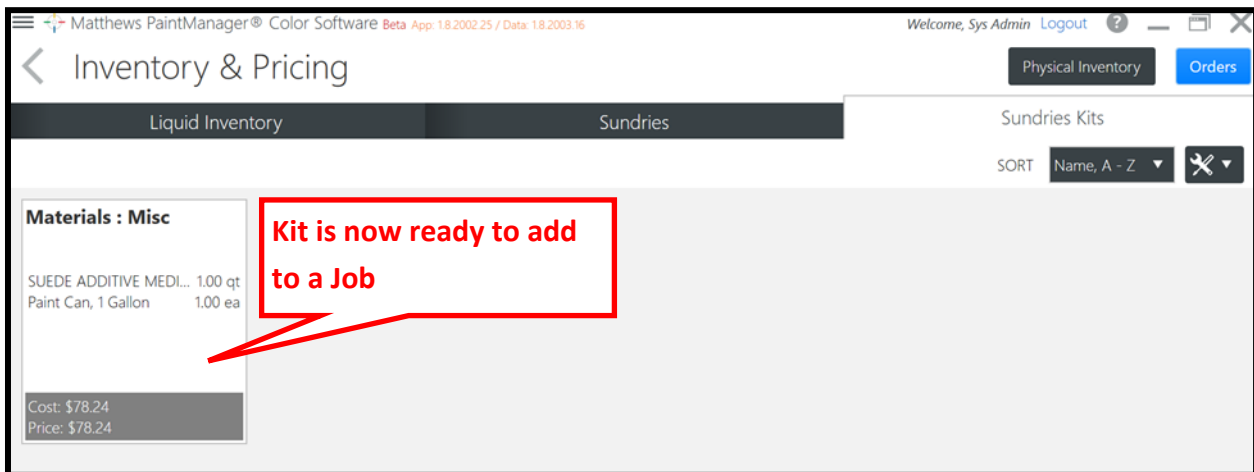 Matthews PaintManager® Color Software Beta App: 1.8.2002.25 / Data: 1.8.2003.16
Welcome, Sys Admin Logout ?
Inventory & Pricing
Physical Inventory
Orders
Liquid Inventory
Sundries
Sundries Kits
SORT Name, A - Z
Materials : Misc
SUEDE ADDITIVE MEDI... 1.00 qt
Paint Can, 1 Gallon 1.00 ea
Cost: $78.24
Price: $78.24
Kit is now ready to add
to a Job